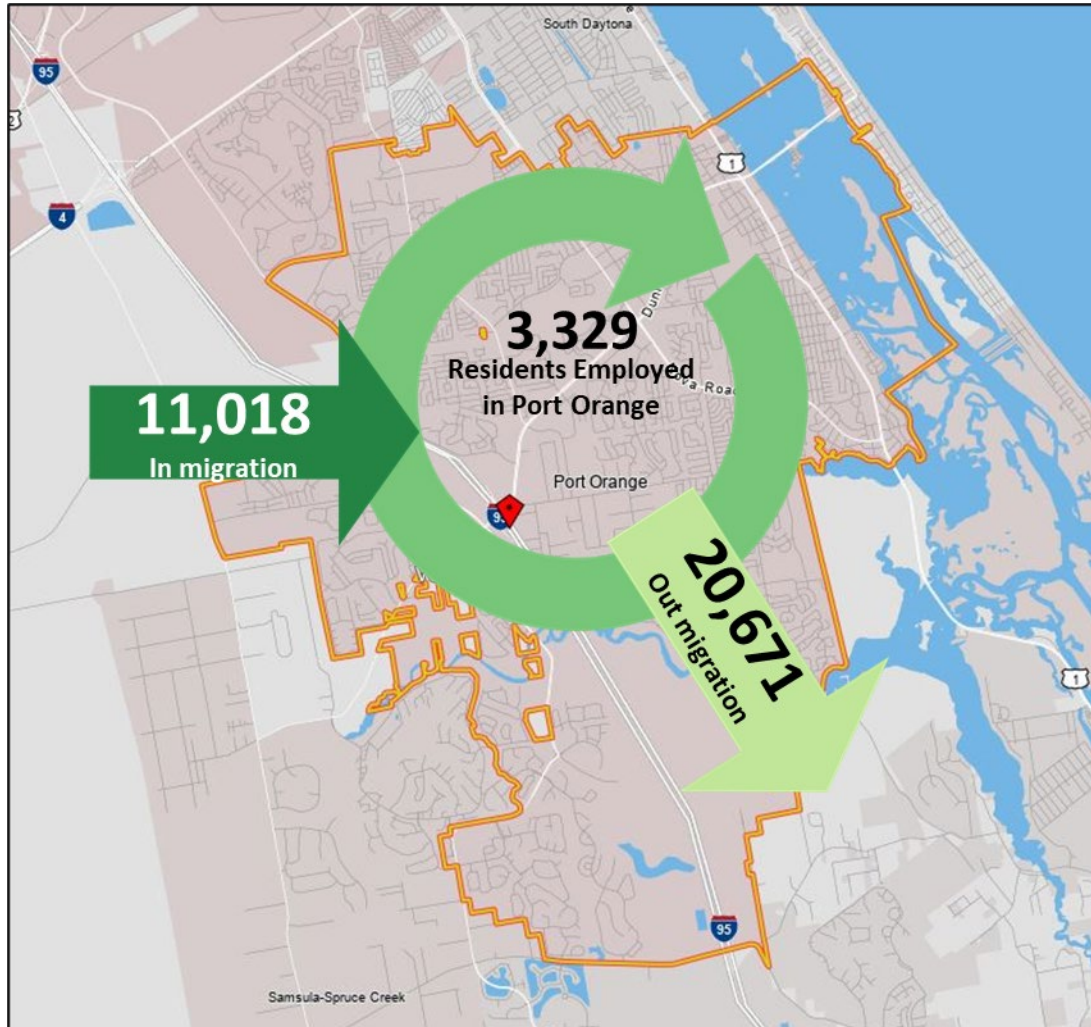 South Daytona
95
1
4
3,329
Residents Employed
in Port Orange
11,018
In migration
Port Orange
20,671
Out migration
1
95
Samsula-Spruce Creek